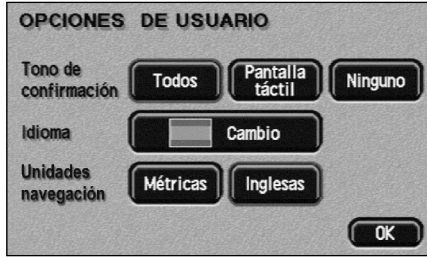 OPCIONES DE USUARIO
Tono de
confirmación
Todos
Pantalla
táctil
Ninguno
Idioma
Cambio
Unidades
navegación
Métricas
Inglesas
OK